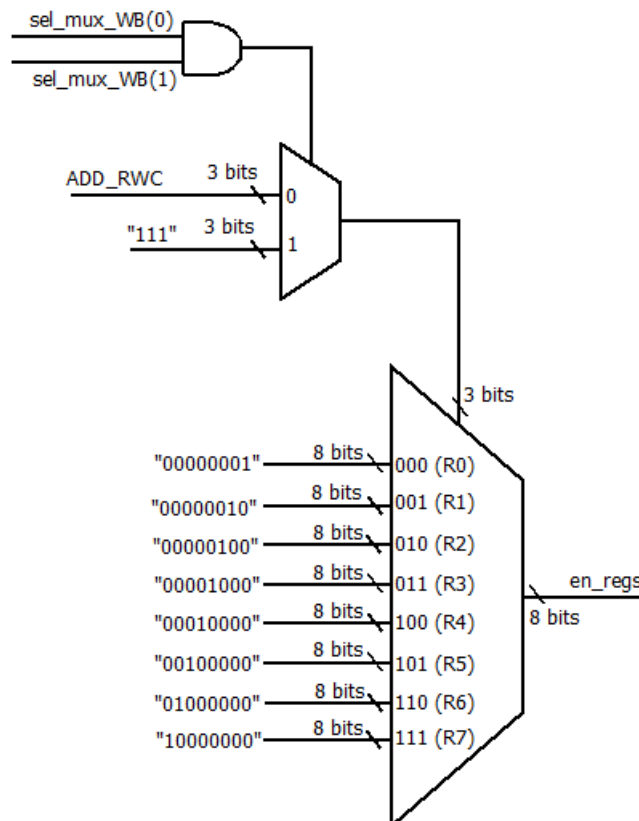 sel_mux_WB(0)
sel_mux_WB(1)
ADD_RWC
3 bits
0
"111"
3 bits
1
3 bits
"00000001"
8 bits
000 (R0)
"00000010"
8 bits
001 (R1)
"00000100"
8 bits
010 (R2)
"00001000"
8 bits
011 (R3)
en_regs
"00010000"
8 bits
100 (R4)
8 bits
"00100000"
8 bits
101 (R5)
"01000000"
8 bits
110 (R6)
"10000000"
8 bits
111 (R7)